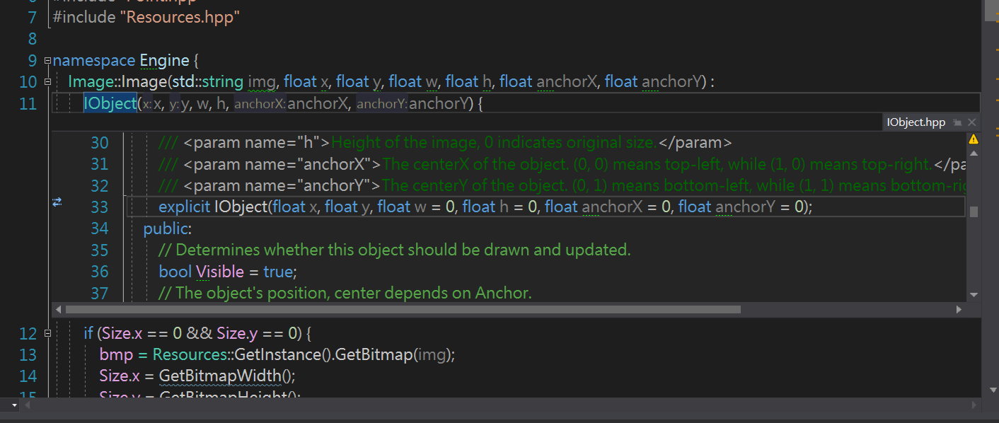 7 #include "Resources.hpp"
8
9 namespace Engine {
10 Image::Image(std::string img, float x, float y, float w, float h, float anchorX, float anchorY) :
11 IObject(x: x, y: y, w, h, anchorX: anchorX, anchorY: anchorY) {
IObject.hpp
30 /// <param name="h">Height of the image, 0 indicates original size.</param>
31 /// <param name="anchorX">The centerX of the object. (0, 0) means top-left, while (1, 0) means top-right.</pa
32 /// <param name="anchorY">The centerY of the object. (0, 1) means bottom-left, while (1, 1) means bottom-rig
33 explicit IObject(float x, float y, float w = 0, float h = 0, float anchorX = 0, float anchorY = 0);
34 public:
35 // Determines whether this object should be drawn and updated.
36 bool Visible = true;
37 // The object's position, center depends on Anchor.
12 if (Size.x == 0 && Size.y == 0) {
13 bmp = Resources::GetInstance().GetBitmap(img);
14 Size.x = GetBitmapWidth();
15 Size.y = GetBitmapHeight();